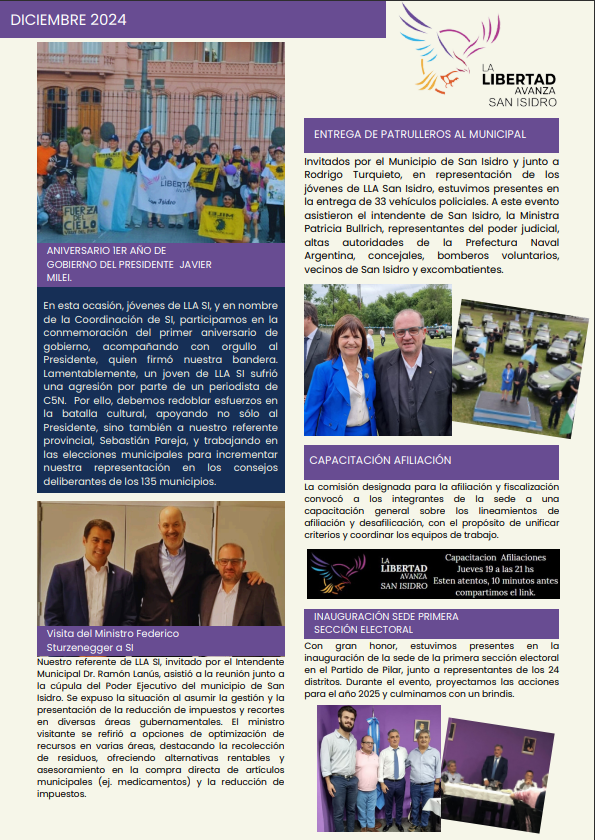 DICIEMBRE 2024
LA
LIBERTAD
AVANZA
SAN ISIDRO
LA LIBERTAD
San Isidro
FUERZA
DEL
CIELO
ANIVERSARIO 1ER AÑO DE
GOBIERNO DEL PRESIDENTE JAVIER
MILEI.
En esta ocasión, jóvenes de LLA SI, y en nombre
de la Coordinación de SI, participamos en la
conmemoración del primer aniversario de
gobierno, acompañando con orgullo al
Presidente, quien firmó nuestra bandera.
Lamentablemente, un joven de LLA SI sufrió
una agresión por parte de un periodista de
C5N. Por ello, debemos redoblar esfuerzos en
la batalla cultural, apoyando no sólo al
Presidente, sino también a nuestro referente
provincial, Sebastián Pareja, y trabajando en
las elecciones municipales para incrementar
nuestra representación en los consejos
deliberantes de los 135 municipios.
Visita del Ministro Federico
Sturzenegger a SI
Nuestro referente de LLA SI, invitado por el Intendente
Municipal Dr. Ramón Lanús, asistió a la reunión junto a
la cúpula del Poder Ejecutivo del municipio de San
Isidro. Se expuso la situación al asumir la gestión y la
presentación de la reducción de impuestos y recortes
en diversas áreas gubernamentales. El ministro
visitante se refirió a opciones de optimización de
recursos en varias áreas, destacando la recolección
de residuos, ofreciendo alternativas rentables y
asesoramiento en la compra directa de artículos
municipales (ej. medicamentos) y la reducción de
impuestos.
ENTREGA DE PATRULLEROS AL MUNICIPAL
Invitados por el Municipio de San Isidro y junto a
Rodrigo Turquieto, en representación de los
jóvenes de LLA San Isidro, estuvimos presentes en
la entrega de 33 vehículos policiales. A este evento
asistieron el intendente de San Isidro, la Ministra
Patricia Bullrich, representantes del poder judicial,
altas autoridades de la Prefectura Naval
Argentina, concejales, bomberos voluntarios,
vecinos de San Isidro y excombatientes.
CAPACITACIÓN AFILIACIÓN
La comisión designada para la afiliación y fiscalización
convocó a los integrantes de la sede a una
capacitación general sobre los lineamientos de
afiliación y desafilicación, con el propósito de unificar
criterios y coordinar los equipos de trabajo.
LA
LIBERTAD
AVANZA
SAN ISIDRO
Capacitacion Afiliaciones
Jueves 19 a las 21 hs
Esten atentos, 10 minutos antes
compartimos el link.
INAUGURACIÓN SEDE PRIMERA
SECCIÓN ELECTORAL
Con gran honor, estuvimos presentes en la
inauguración de la sede de la primera sección electoral
en el Partido de Pilar, junto a representantes de los 24
distritos. Durante el evento, proyectamos las acciones
para el año 2025 y culminamos con un brindis.